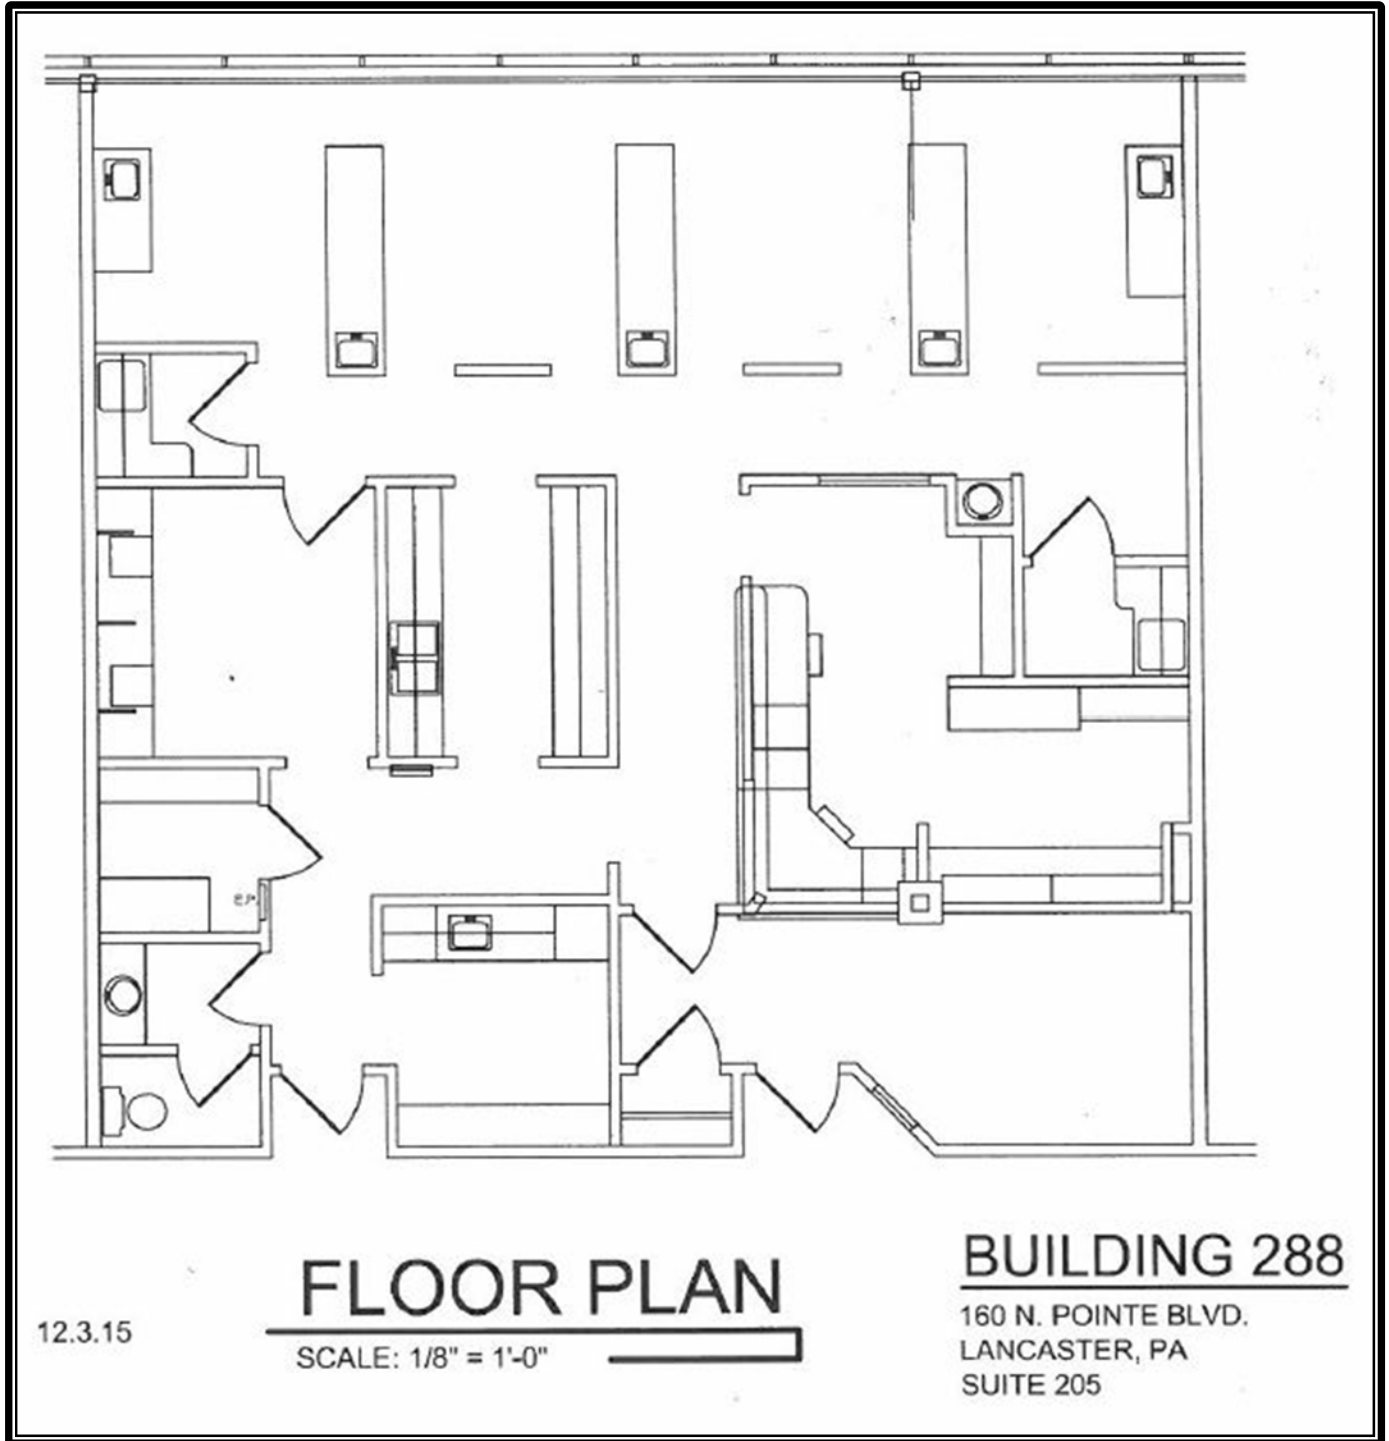 E.P.
FLOOR PLAN
SCALE: 1/8" = 1'-0"
12.3.15
BUILDING 288
160 N. POINTE BLVD.
LANCASTER, PA
SUITE 205